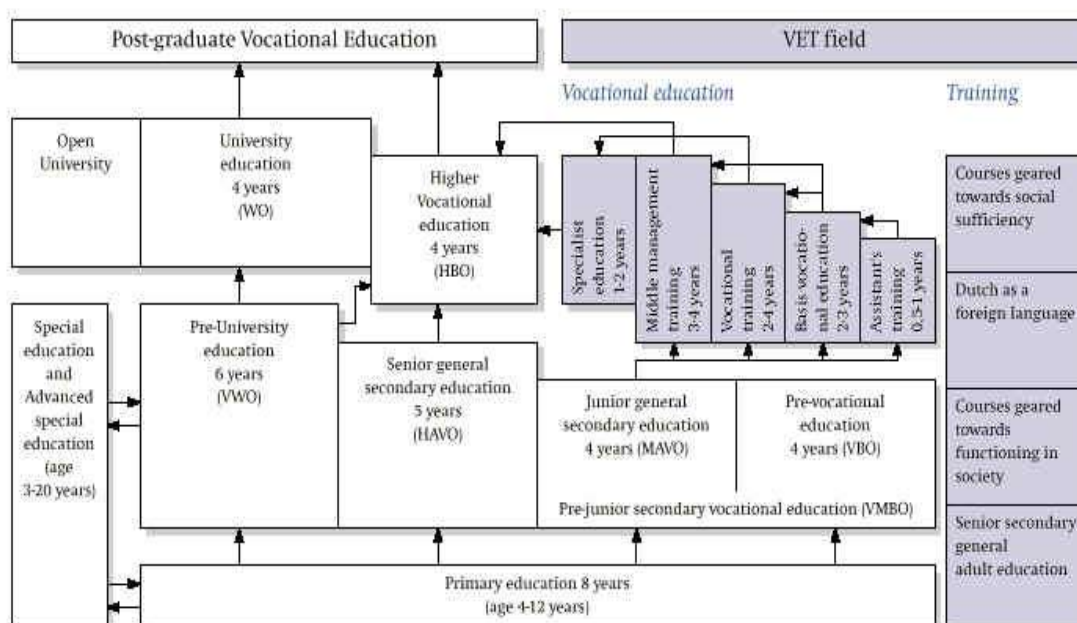 Post-graduate Vocational Education
VET field
Vocational education
Training
Open
University
University
education
4 years
(WO)
Higher
Vocational
education
4 years
(HBO)
Specialist
education
1-2 years
Middle management
training
3-4 years
Vocational
training
2-4 years
Basis vocatio-
nal education
2-3 years
Assistant's
training
0,5-1 years
Courses geared
towards social
sufficiency
Dutch as a
foreign language
Courses geared
towards
functioning in
society
Senior secondary
general
adult education
Special
education
and
Advanced
special
education
(age
3-20 years)
Pre-University
education
6 years
(VWO)
Senior general
secondary education
5 years
(HAVO)
Junior general
secondary education
4 years (MAVO)
Pre-vocational
education
4 years (VBO)
Pre-junior secondary vocational education (VMBO)
Primary education 8 years
(age 4-12 years)